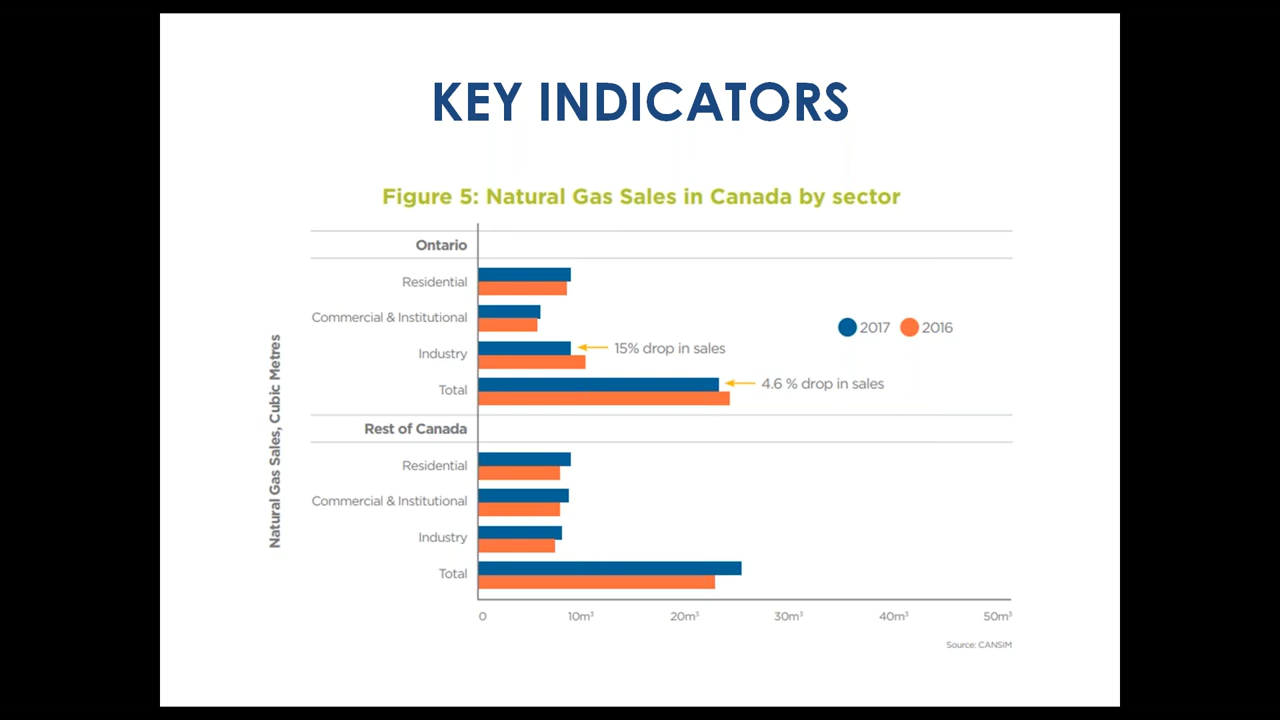 KEY INDICATORS
Figure 5: Natural Gas Sales in Canada by sector
Natural Gas Sales, Cubic Metres
Ontario
Residential
Commercial & Institutional
Industry
15% drop in sales
Total
4.6 % drop in sales
2017
2016
Rest of Canada
Residential
Commercial & Institutional
Industry
Total
0 10m³ 20m³ 30m³ 40m³ 50m³
Source: CANSIM